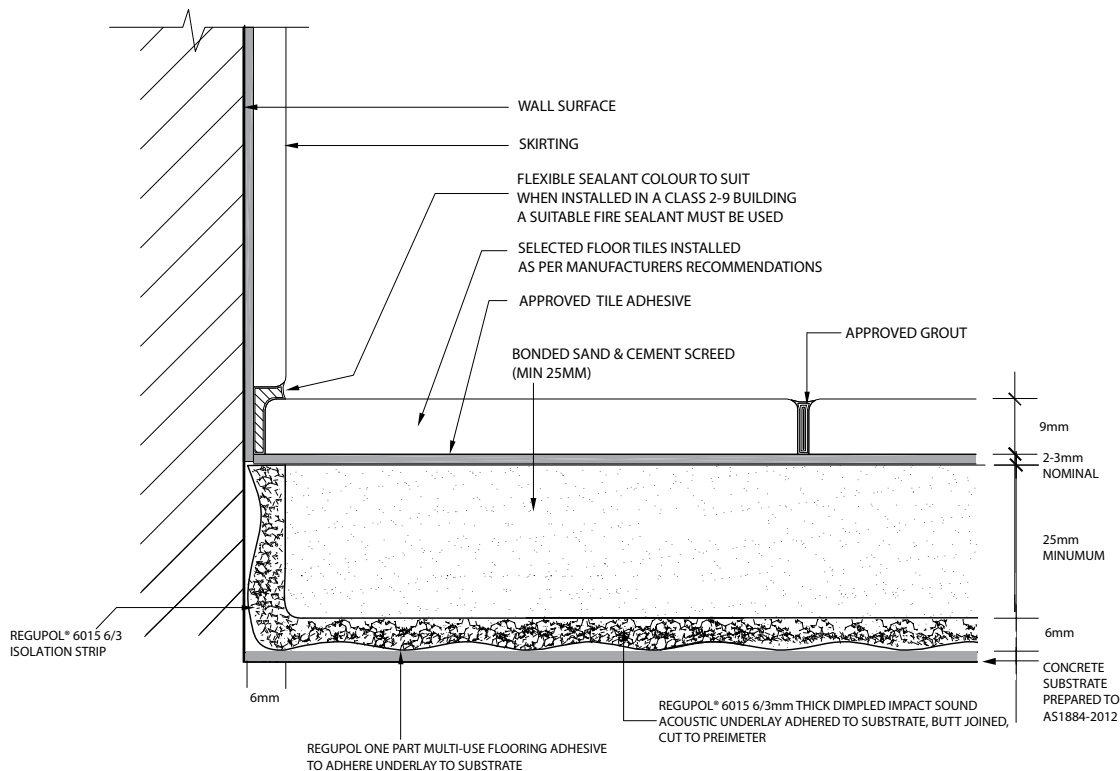 WALL SURFACE
SKIRTING
FLEXIBLE SEALANT COLOUR TO SUIT
WHEN INSTALLED IN A CLASS 2-9 BUILDING
A SUITABLE FIRE SEALANT MUST BE USED
SELECTED FLOOR TILES INSTALLED
AS PER MANUFACTURERS RECOMMENDATIONS
APPROVED TILE ADHESIVE
APPROVED GROUT
BONDED SAND & CEMENT SCREED
(MIN 25MM)
9mm
2-3mm
NOMINAL
25mm
MINUMUM
6mm
REGUPOL® 6015 6/3
ISOLATION STRIP
6mm
CONCRETE
SUBSTRATE
PREPARED TO
AS1884-2012
REGUPOL® 6015 6/3mm THICK DIMPLED IMPACT SOUND
ACOUSTIC UNDERLAY ADHERED TO SUBSTRATE, BUTT JOINED,
CUT TO PREIMETER
REGUPOL ONE PART MULTI-USE FLOORING ADHESIVE
TO ADHERE UNDERLAY TO SUBSTRATE